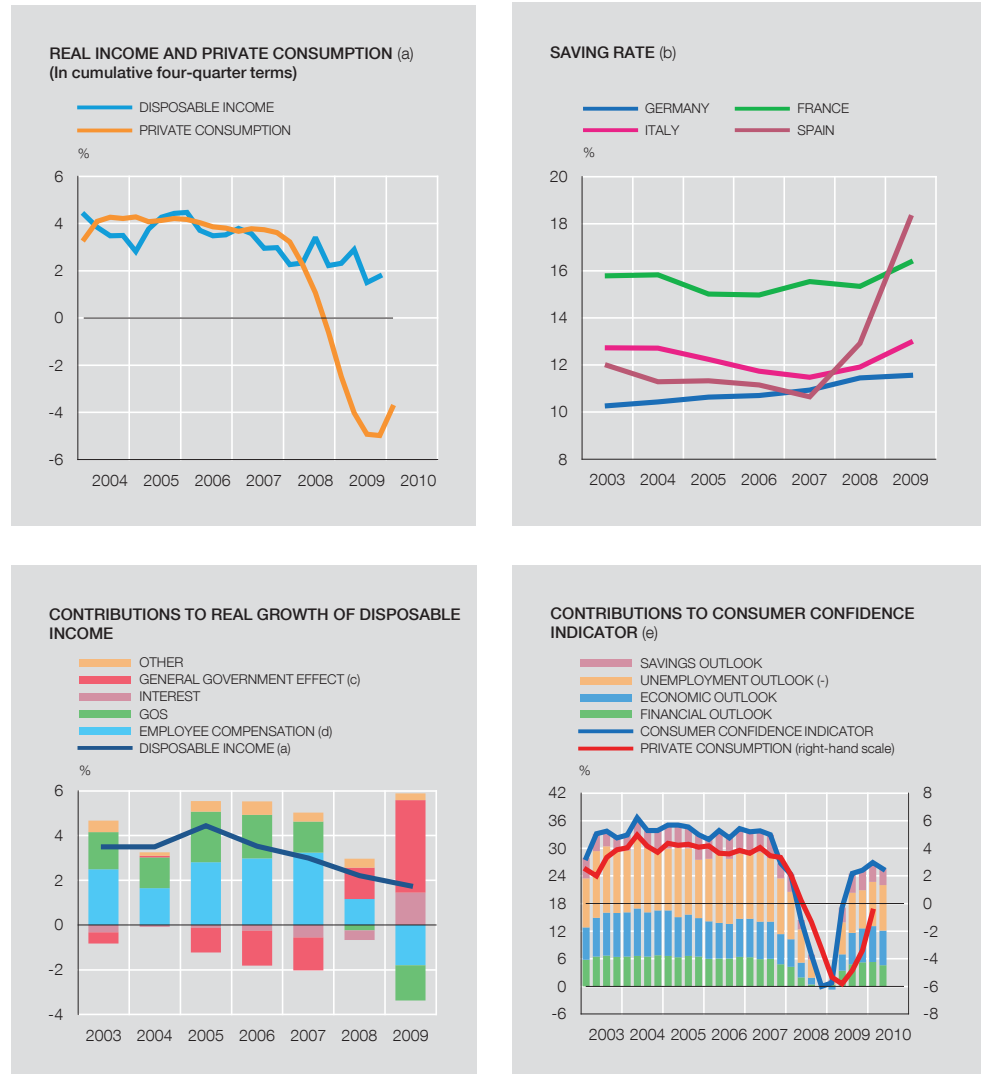 REAL INCOME AND PRIVATE CONSUMPTION (a)
(In cumulative four-quarter terms)
DISPOSABLE INCOME
PRIVATE CONSUMPTION
%
6
4
2
0
-2
-4
-6
2004 2005 2006 2007 2008 2009 2010
SAVING RATE (b)
GERMANY FRANCE
ITALY SPAIN
%
20
18
16
14
12
10
8
2003 2004 2005 2006 2007 2008 2009
CONTRIBUTIONS TO REAL GROWTH OF DISPOSABLE
INCOME
OTHER
GENERAL GOVERNMENT EFFECT (c)
INTEREST
GOS
EMPLOYEE COMPENSATION (d)
DISPOSABLE INCOME (a)
%
6
4
2
0
-2
-4
2003 2004 2005 2006 2007 2008 2009
CONTRIBUTIONS TO CONSUMER CONFIDENCE
INDICATOR (e)
SAVINGS OUTLOOK
UNEMPLOYMENT OUTLOOK (-)
ECONOMIC OUTLOOK
FINANCIAL OUTLOOK
CONSUMER CONFIDENCE INDICATOR
PRIVATE CONSUMPTION (right-hand scale)
%
42 8
36 6
30 4
24 2
18 0
12 -2
6 -4
0 -6
-6 -8
2003 2004 2005 2006 2007 2008 2009 2010